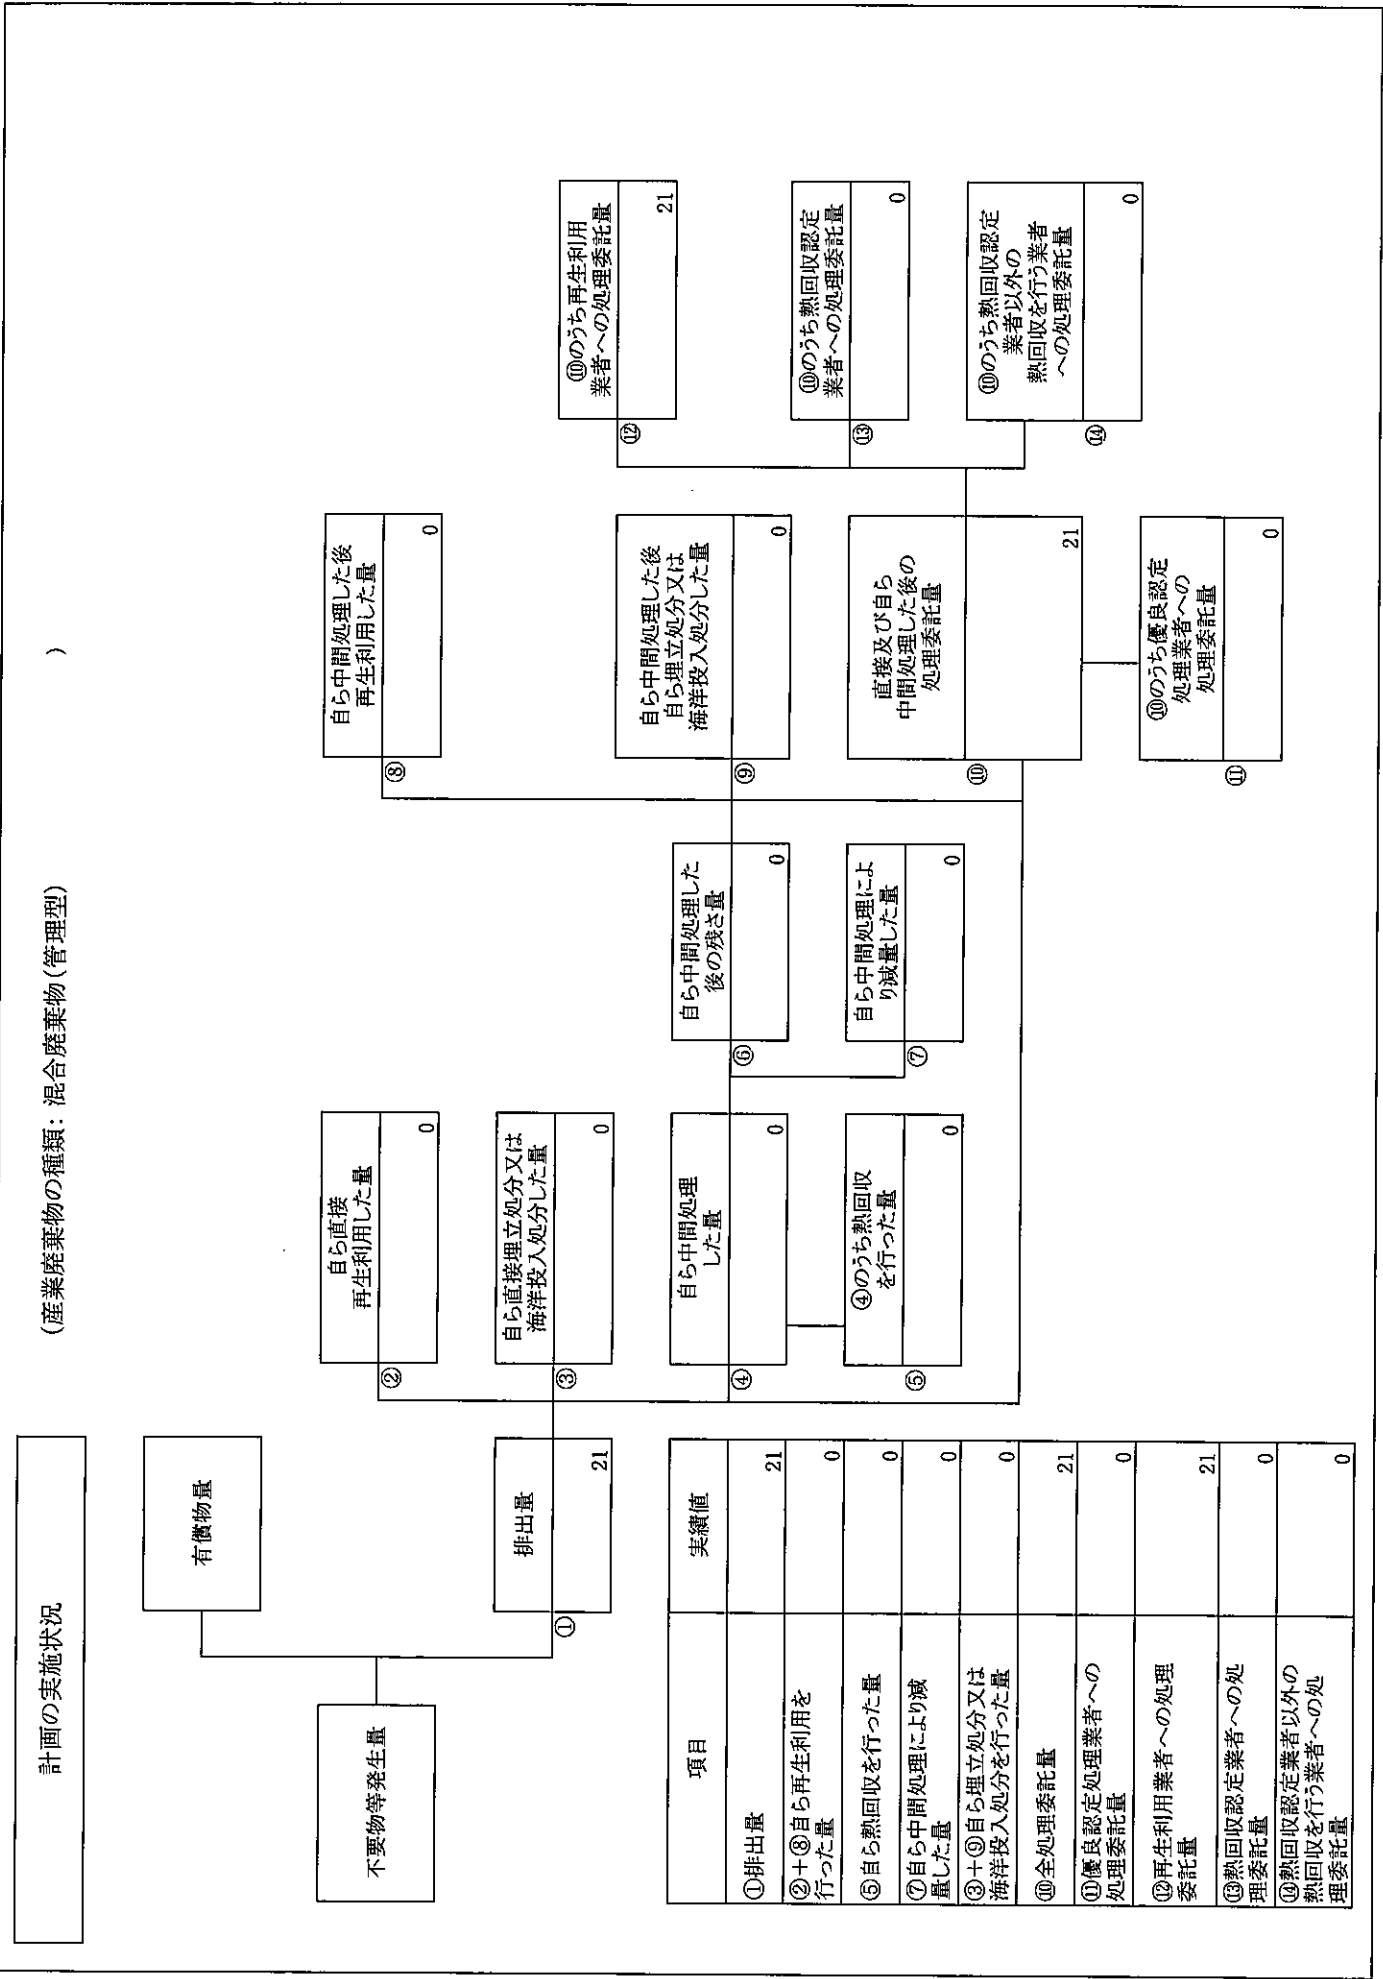 計画の実施状況
(産業廃棄物の種類: 混合廃棄物(管理型) )
不要物等発生量
有償物量
①
排出量
21
②
自ら直接
再生利用した量
0
③
自ら直接埋立処分又は
海洋投入処分した量
0
④
自ら中間処理
した量
0
⑤
④のうち熱回収
を行った量
0
⑥
自ら中間処理した
後の残さ量
0
⑦
自ら中間処理によ
り減量した量
0
⑧
自ら中間処理した後
再生利用した量
0
⑨
自ら中間処理した後
自ら埋立処分又は
海洋投入処分した量
0
⑩
直接及び自ら
中間処理した後の
処理委託量
21
⑪
⑩のうち優良認定
処理業者への
処理委託量
0
⑫
⑩のうち再生利用
業者への処理委託量
21
⑬
⑩のうち熱回収認定
業者への処理委託量
0
⑭
⑩のうち熱回収認定
業者以外の
熱回収を行う業者
への処理委託量
0
項目 実績値
①排出量 21
②+⑧自ら再生利用を
行った量 0
⑤自ら熱回収を行った量 0
⑦自ら中間処理により減
量した量 0
③+⑨自ら埋立処分又は
海洋投入処分を行った量 0
⑩全処理委託量 21
⑪優良認定処理業者への
処理委託量 0
⑫再生利用業者への処理
委託量 21
⑬熱回収認定業者への処
理委託量 0
⑭熱回収認定業者以外の
熱回収を行う業者への処
理委託量 0